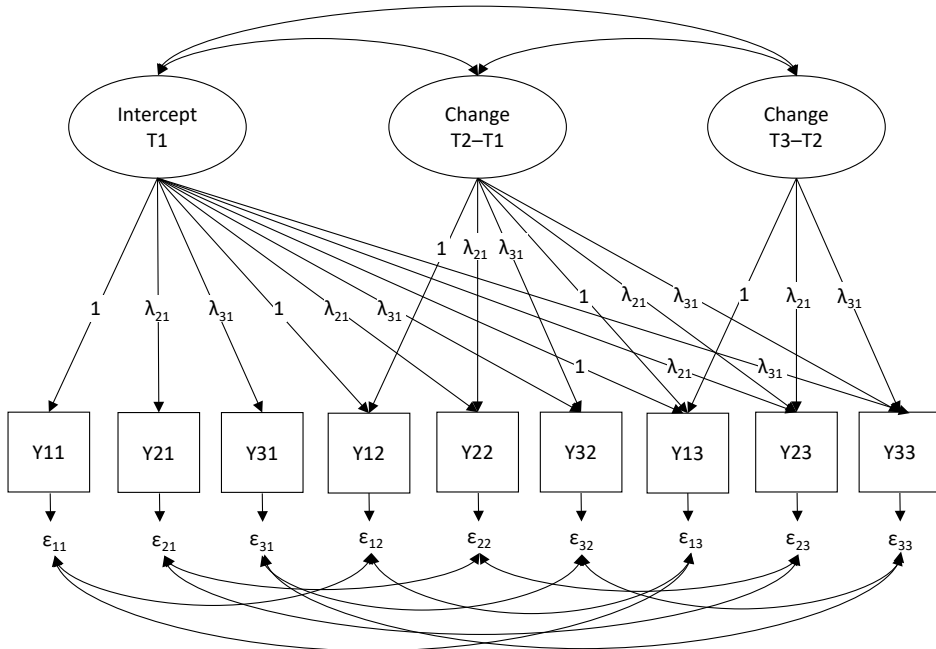 Intercept
T1
Change
T2–T1
Change
T3–T2
1
λ21
λ31
1
λ21
λ31
1
λ21
λ31
1
λ21
λ31
1
λ21
λ31
1
λ21
λ31
Y11
Y21
Y31
Y12
Y22
Y32
Y13
Y23
Y33
ε11
ε21
ε31
ε12
ε22
ε32
ε13
ε23
ε33